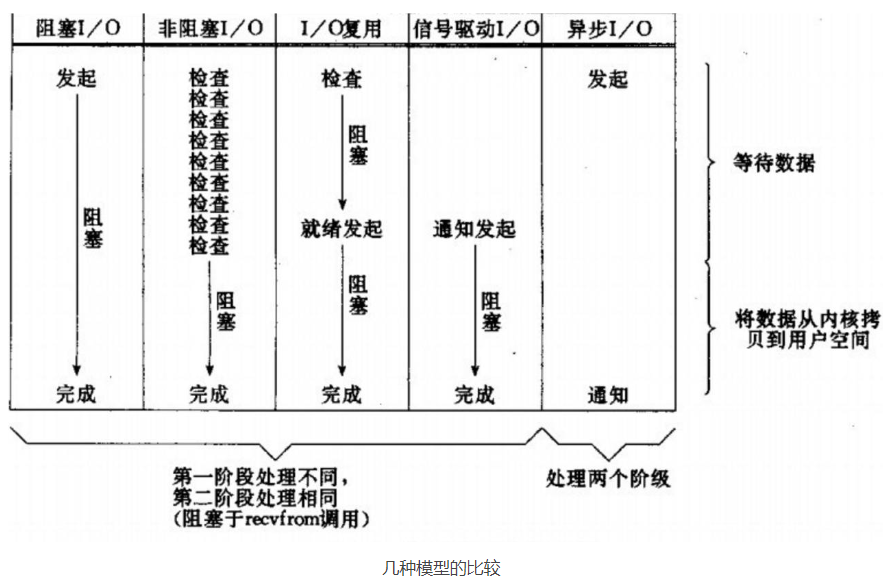 阻塞I/O 非阻塞I/O I/O复用 信号驱动I/O 异步I/O
发起 检查 检查 发起
检查
检查
检查
检查
检查
检查
检查
检查
阻塞
阻塞
就绪发起 通知发起
阻塞
阻塞
阻塞
完成 完成 完成 完成 通知
等待数据
将数据从内核拷
贝到用户空间
第一阶段处理不同,
第二阶段处理相同
(阻塞于recvfrom调用)
处理两个阶级
几种模型的比较